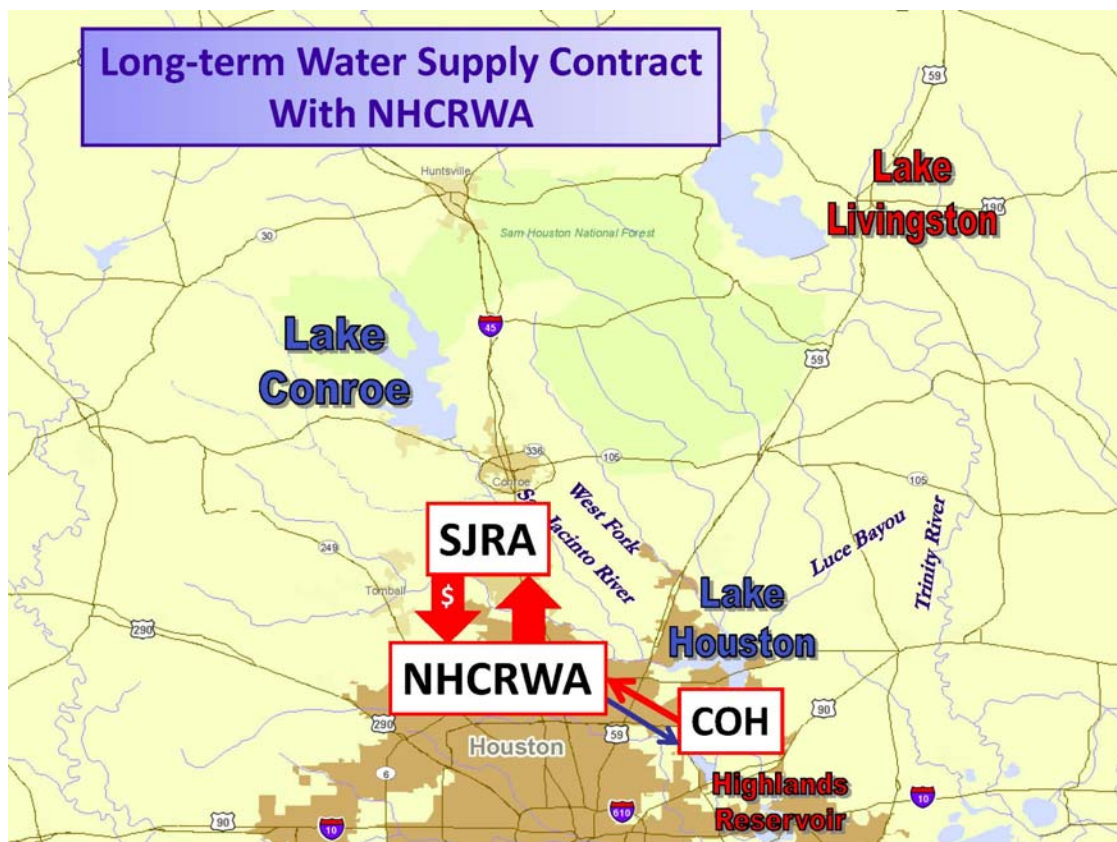 Long-term Water Supply Contract
With NHCRWA
59
Huntsville
Lake
Livingston
190
Sam Houston National Forest
30
45
Lake
Conroe
59
336
105
Conroe
105
San Jacinto River
West Fork
Luce Bayou
Trinity River
SJRA
249
Tomball
$
Lake
Houston
290
NHCRWA
COH
290
90
59
Houston
6
Highlands
Reservoir
10
610
90
10